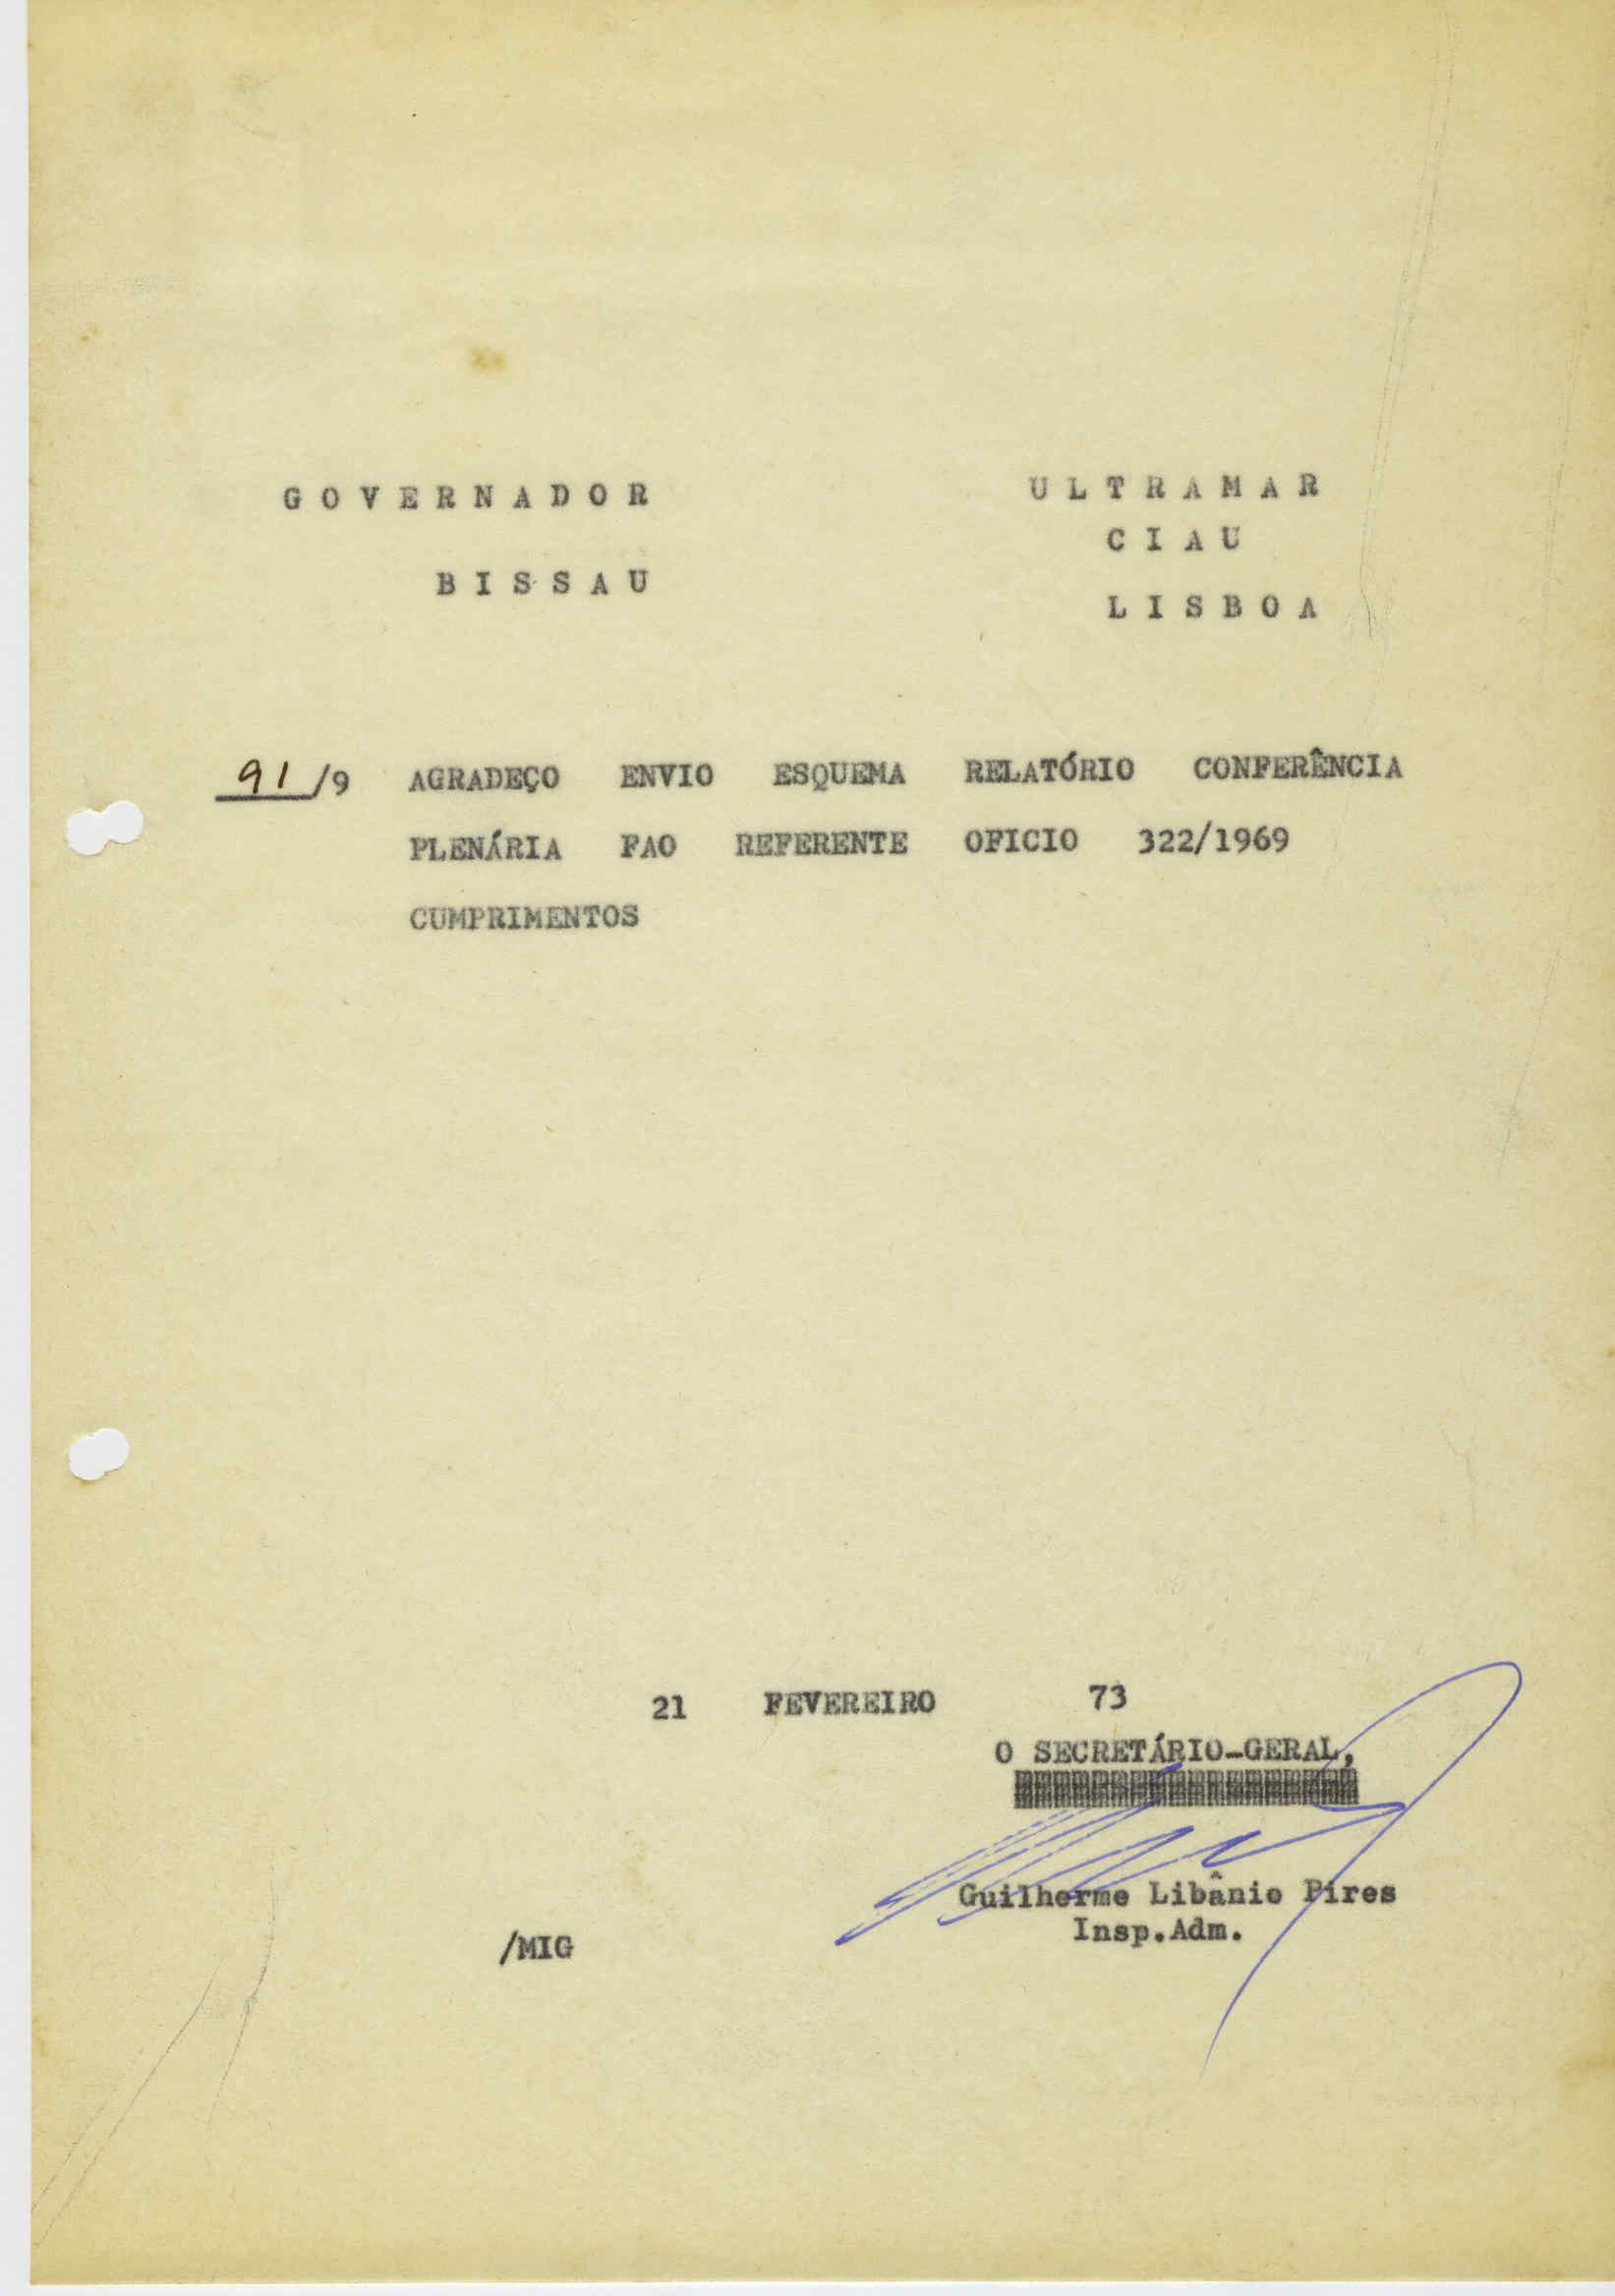 GOVERNADOR
BISSAU
ULTRAMAR
CIAU
LISBOA
91/9 AGRADEÇO ENVIO ESQUEMA RELATÓRIO CONFERÊNCIA
PLENÁRIA FAO REFERENTE OFICIO 322/1969
CUMPRIMENTOS
21 FEVEREIRO 73
O SECRETÁRIO-GERAL,
Guilherme Libânio Pires
Insp.Adm.
/MIG